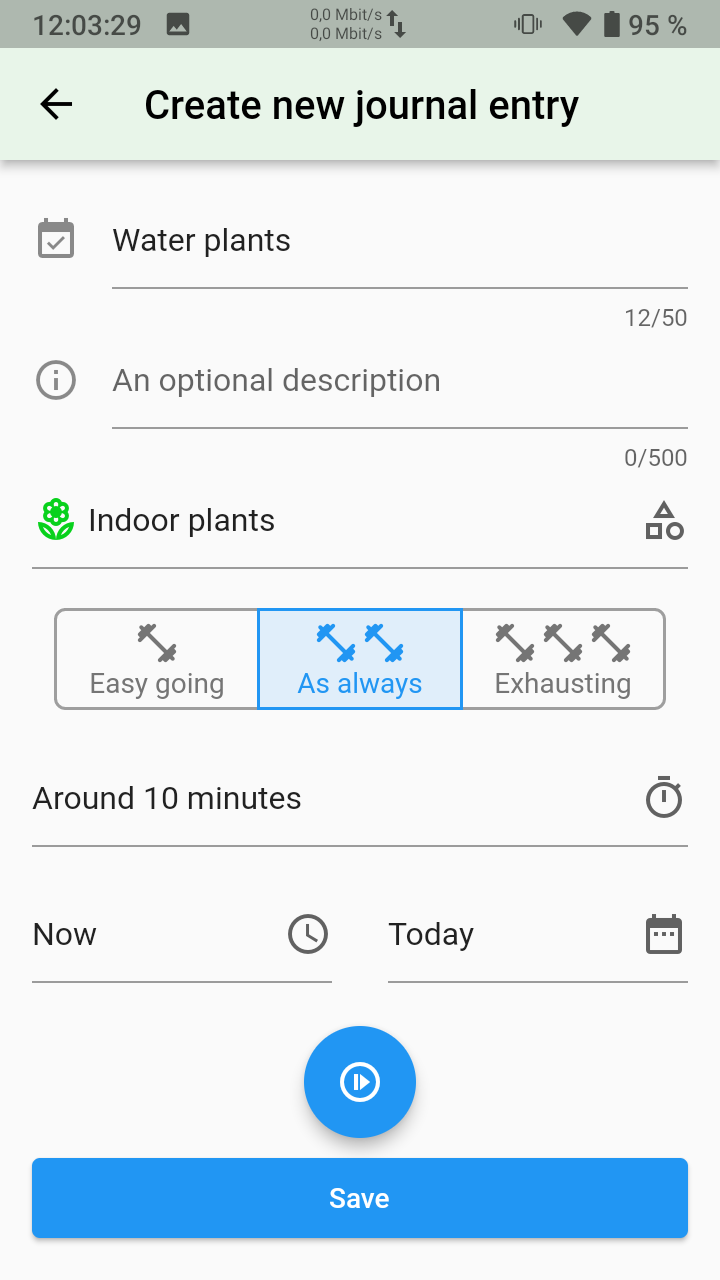 12:03:29
0,0 Mbit/s
0,0 Mbit/s
95 %
Create new journal entry
Water plants
12/50
An optional description
0/500
Indoor plants
Easy going
As always
Exhausting
Around 10 minutes
Now
Today
Save